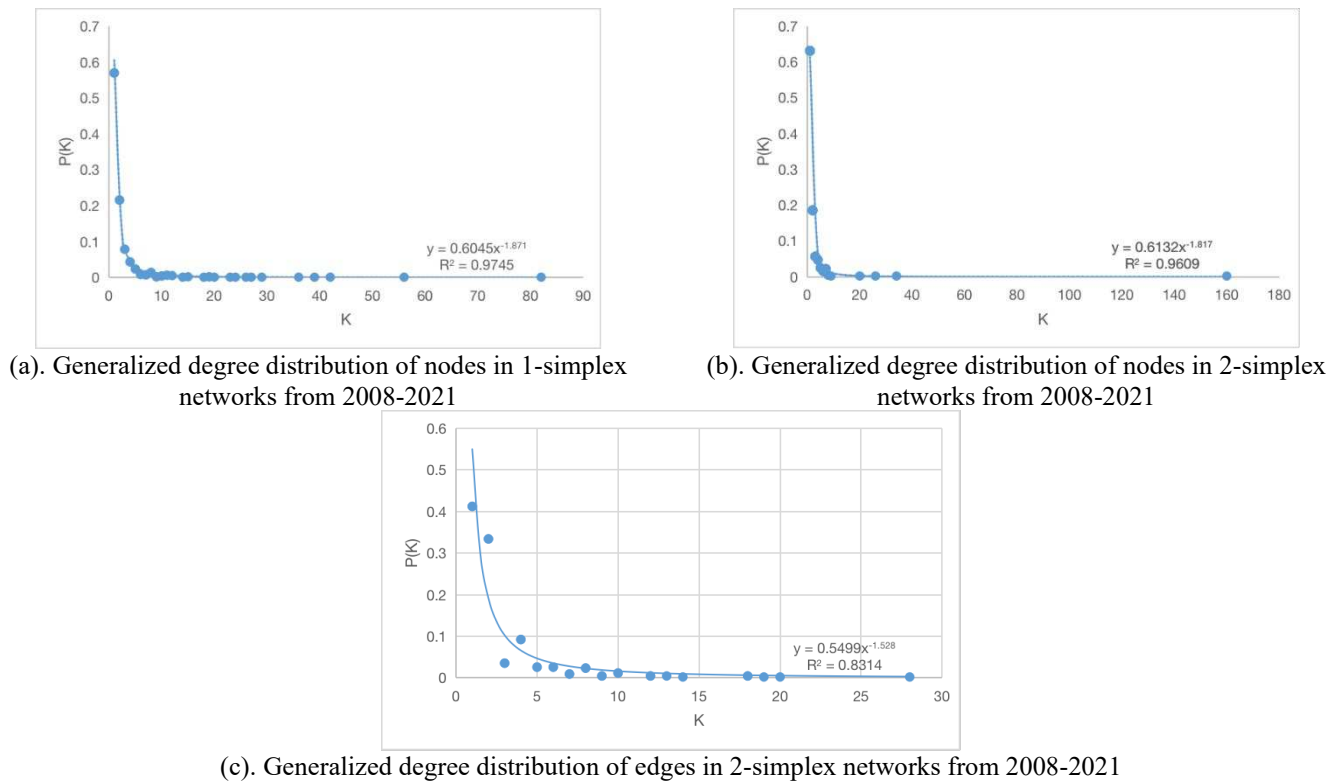 0.7
0.6
0.5
0.4
0.3
0.2
0.1
0
P(K)
y = 0.6045x^-1.871
R² = 0.9745
0 10 20 30 40 50 60 70 80 90
K
(a). Generalized degree distribution of nodes in 1-simplex
networks from 2008-2021
0.7
0.6
0.5
0.4
0.3
0.2
0.1
0
P(K)
y = 0.6132x^-1.817
R² = 0.9609
0 20 40 60 80 100 120 140 160 180
K
(b). Generalized degree distribution of nodes in 2-simplex
networks from 2008-2021
0.6
0.5
0.4
0.3
0.2
0.1
0
P(K)
y = 0.5499x^-1.528
R² = 0.8314
0 5 10 15 20 25 30
K
(c). Generalized degree distribution of edges in 2-simplex networks from 2008-2021